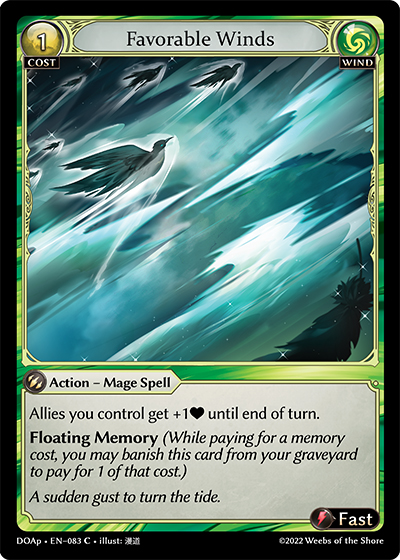 1
Favorable Winds
COST
WIND
Action – Mage Spell
Allies you control get +1♥ until end of turn.
Floating Memory (While paying for a memory
cost, you may banish this card from your graveyard
to pay for 1 of that cost.)
A sudden gust to turn the tide.
Fast
DOAp • EN-083 C • illust: 漫道
©2022 Weebs of the Shore